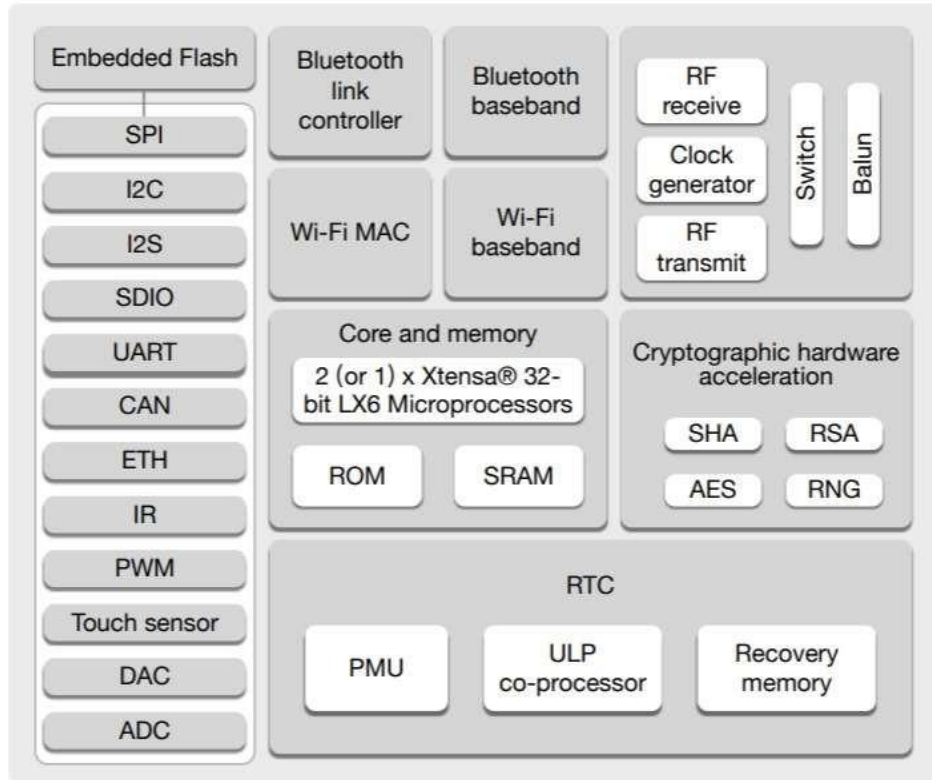 Embedded Flash
SPI
I2C
I2S
SDIO
UART
CAN
ETH
IR
PWM
Touch sensor
DAC
ADC
Bluetooth
link
controller
Bluetooth
baseband
Wi-Fi MAC
Wi-Fi
baseband
RF
receive
Clock
generator
RF
transmit
Switch
Balun
Core and memory
2 (or 1) x Xtensa® 32-
bit LX6 Microprocessors
ROM
SRAM
Cryptographic hardware
acceleration
SHA
RSA
AES
RNG
RTC
PMU
ULP
co-processor
Recovery
memory